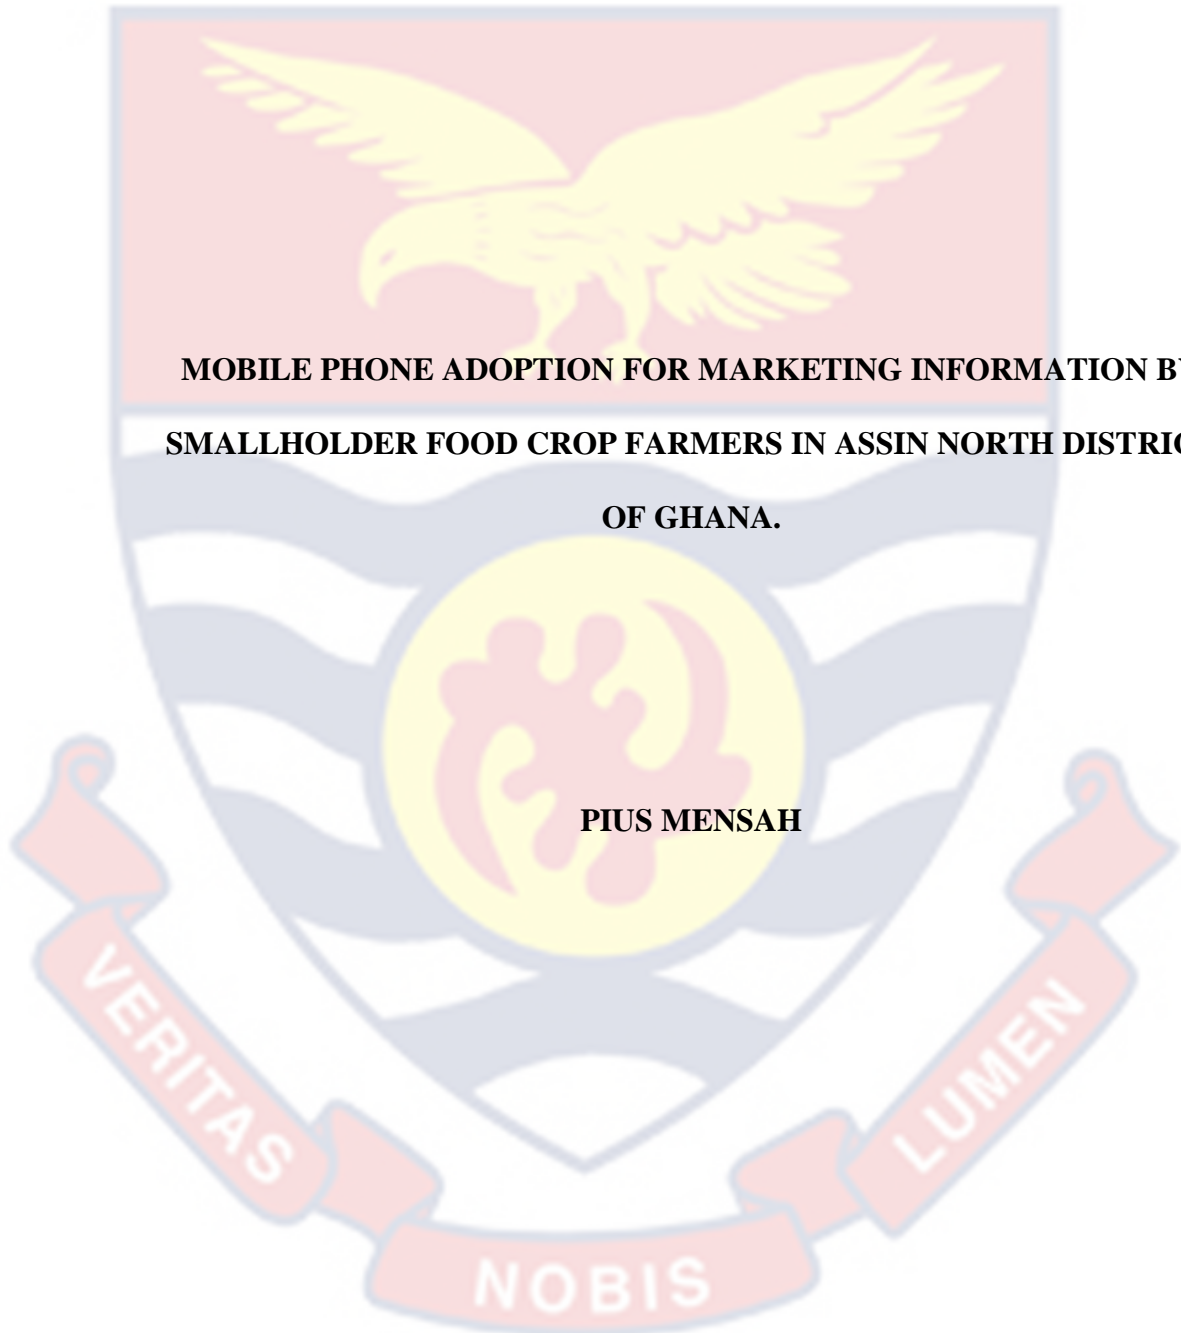 MOBILE PHONE ADOPTION FOR MARKETING INFORMATION
SMALLHOLDER FOOD CROP FARMERS IN ASSIN NORTH
OF GHANA.
PIUS MENSAH
VERITAS
NOBIS
LUMEN